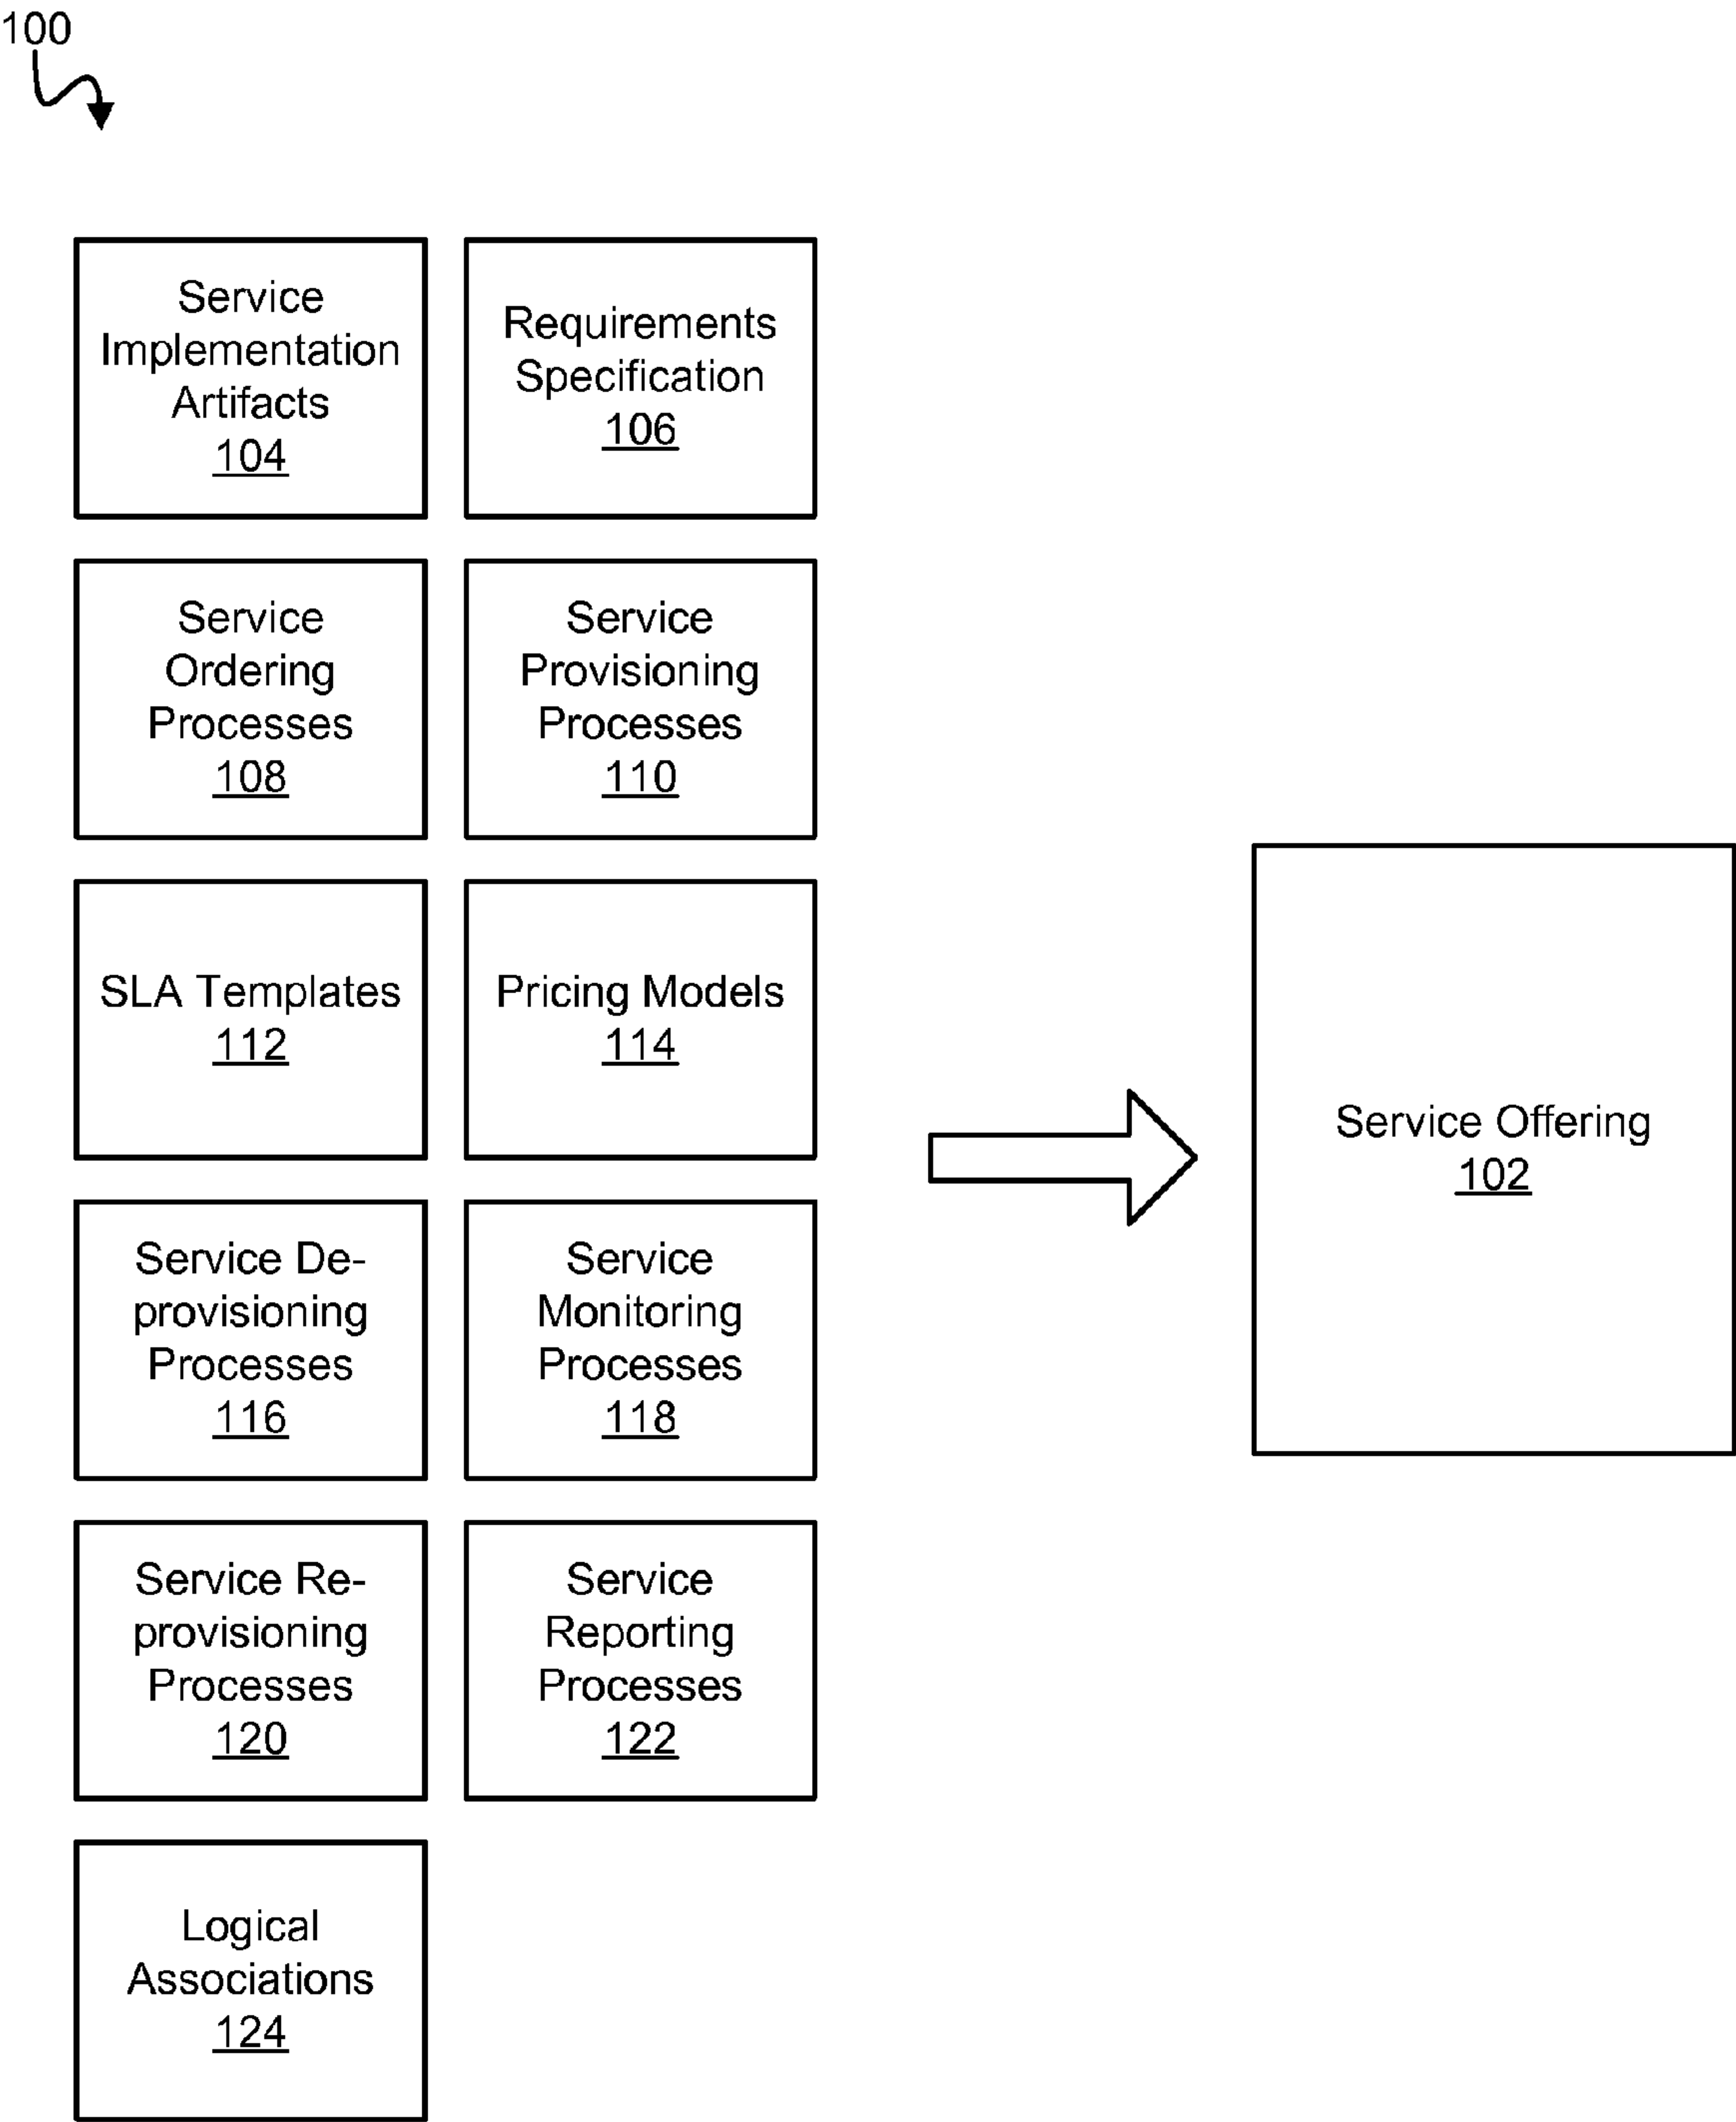 100
Service
Implementation
Artifacts
104
Requirements
Specification
106
Service
Ordering
Processes
108
Service
Provisioning
Processes
110
SLA Templates
112
Pricing Models
114
Service De-
provisioning
Processes
116
Service
Monitoring
Processes
118
Service Re-
provisioning
Processes
120
Service
Reporting
Processes
122
Logical
Associations
124
Service Offering
102